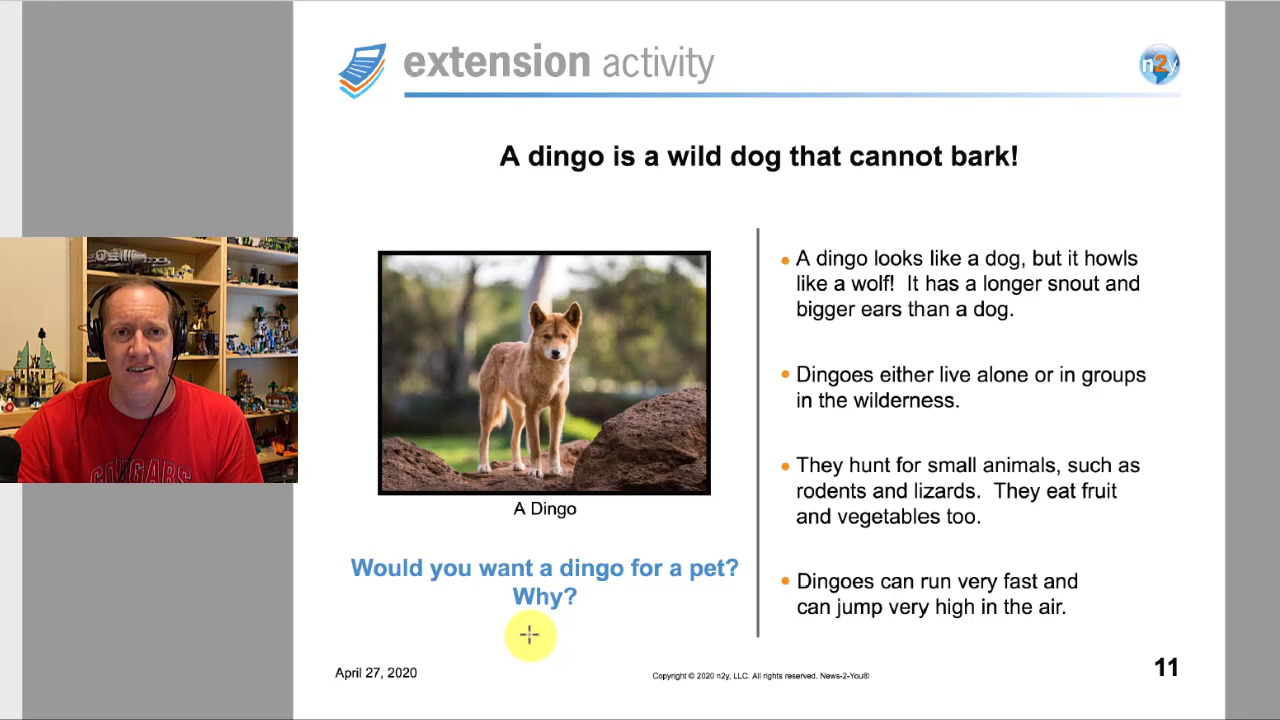 extension activity
n2y
A dingo is a wild dog that cannot bark!
A Dingo
Would you want a dingo for a pet?
Why?
A dingo looks like a dog, but it howls
like a wolf!  It has a longer snout and
bigger ears than a dog.
Dingoes either live alone or in groups
in the wilderness.
They hunt for small animals, such as
rodents and lizards.  They eat fruit
and vegetables too.
Dingoes can run very fast and
can jump very high in the air.
COUGARS
April 27, 2020
Copyright © 2020 n2y, LLC. All rights reserved. News-2-You®
11